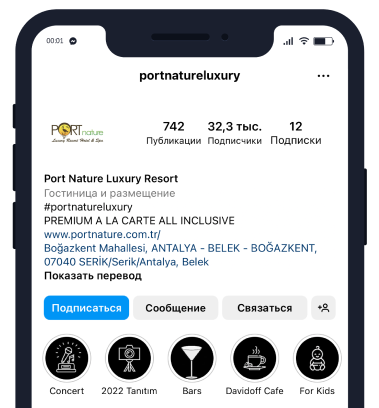 00:01
portnatureluxury
PORT nature
Luxury Resort Hotel & Spa
742 32,3 тыс. 12
Публикации Подписчики Подписки
Port Nature Luxury Resort
Гостиница и размещение
#portnatureluxury
PREMIUM A LA CARTE ALL INCLUSIVE
www.portnature.com.tr/
Boğazkent Mahallesi, ANTALYA - BELEK - BOĞAZKENT,
07040 SERİK/Serik/Antalya, Belek
Показать перевод
Подписаться Сообщение Связаться
Concert 2022 Tanıtım Bars Davidoff Cafe For Kids